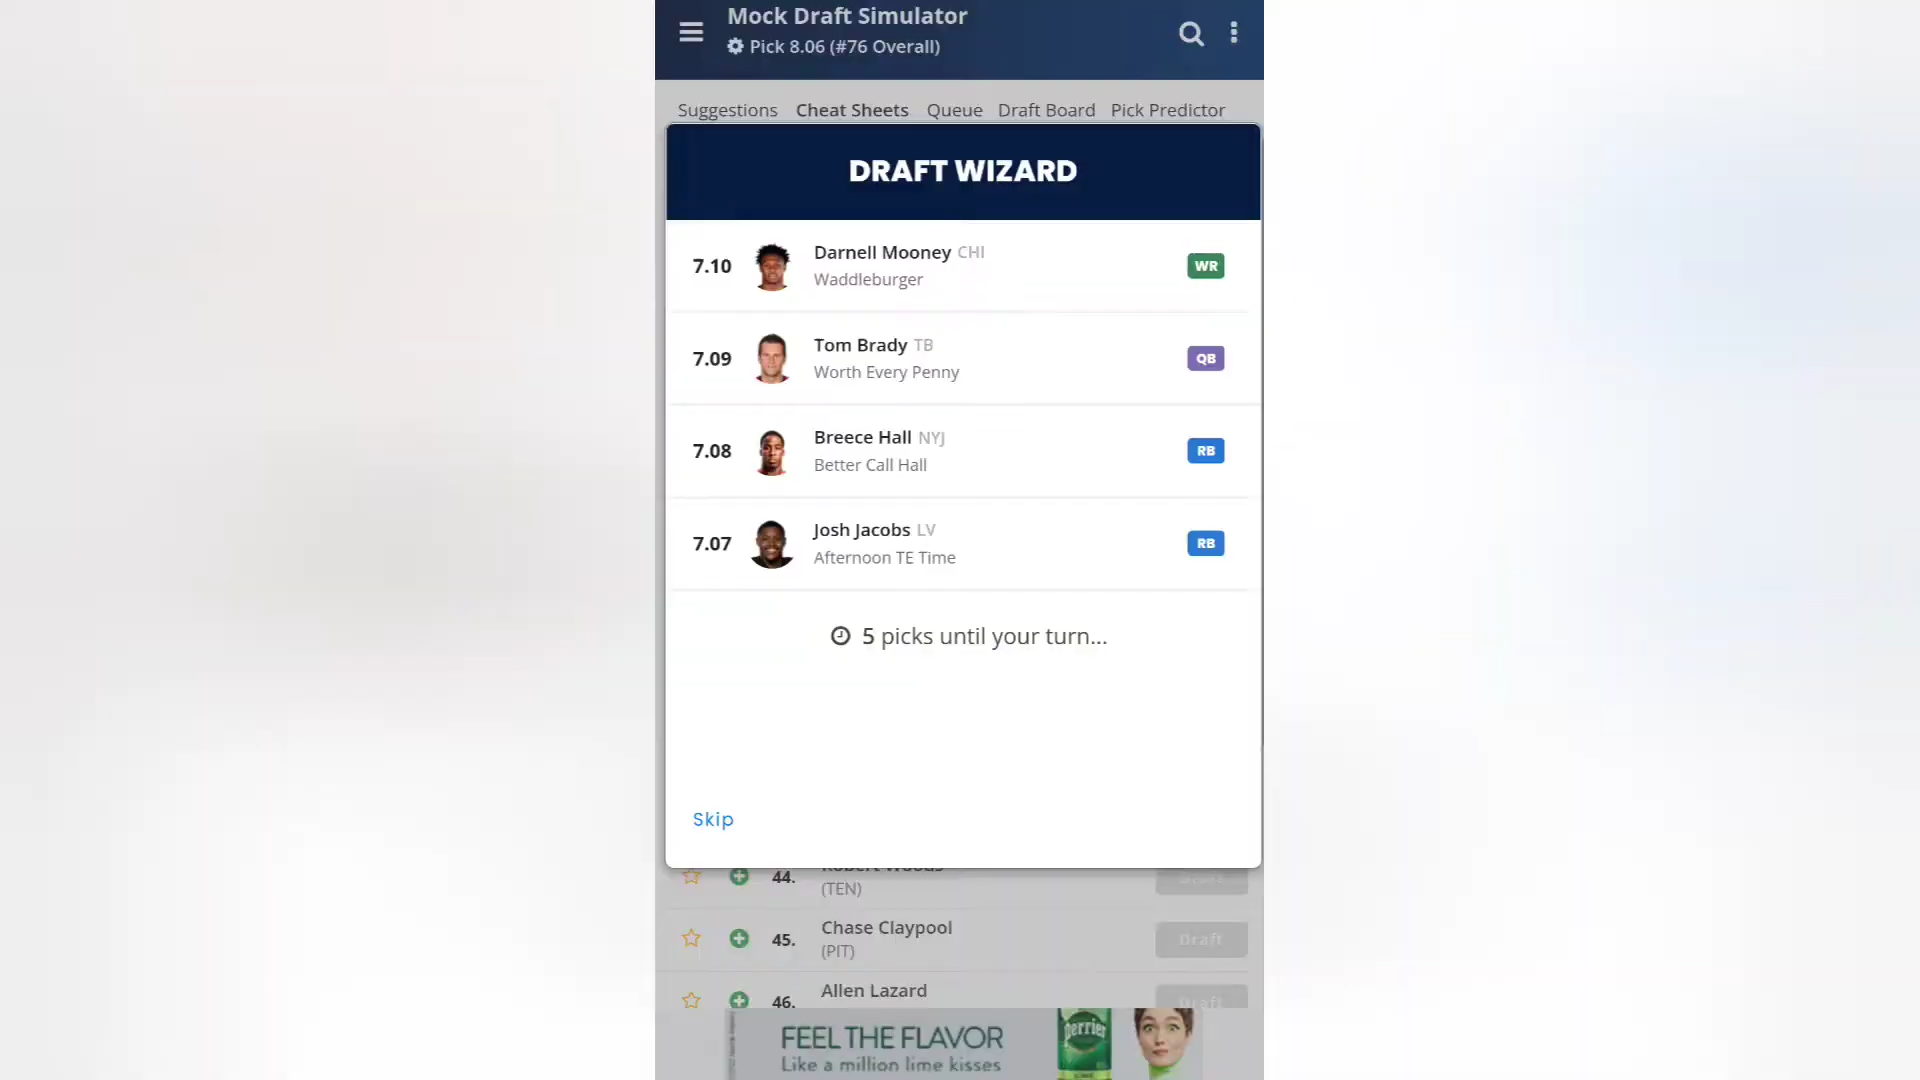 Mock Draft Simulator
Pick 8.06 (#76 Overall)
Suggestions Cheat Sheets Queue Draft Board Pick Predictor
DRAFT WIZARD
7.10 Darnell Mooney CHI WR
Waddleburger
7.09 Tom Brady TB QB
Worth Every Penny
7.08 Breece Hall NYJ RB
Better Call Hall
7.07 Josh Jacobs LV RB
Afternoon TE Time
5 picks until your turn...
Skip
44. Robert Woods
(TEN)
45. Chase Claypool Draft
(PIT)
46. Allen Lazard Draft
FEEL THE FLAVOR
Like a million lime kisses
perrier